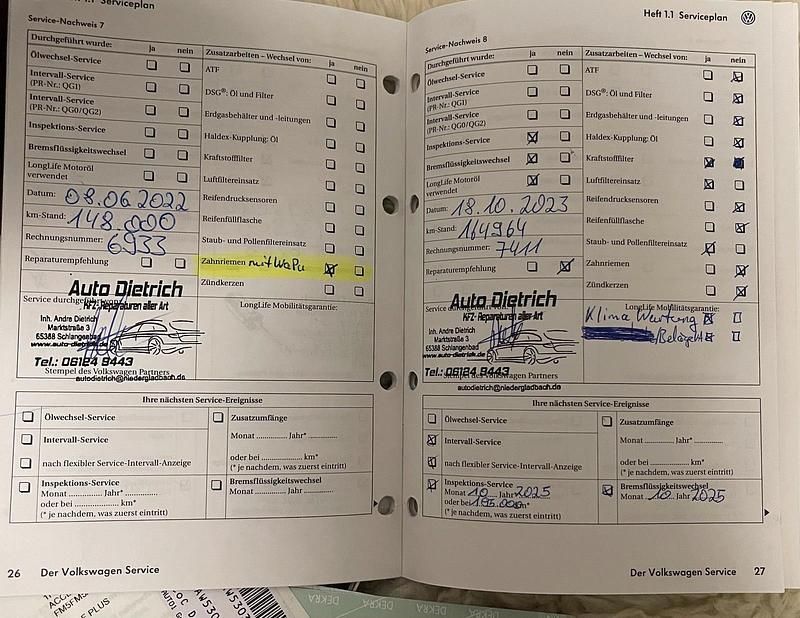 1.1 Serviceplan
Service-Nachweis 7
Durchgeführt wurde: ja nein
Ölwechsel-Service
Intervall-Service
(PR-Nr.: QG1)
Intervall-Service
(PR-Nr.: QG0/QG2)
Inspektions-Service
Bremsflüssigkeitswechsel
LongLife Motoröl
verwendet
Datum: 08.06.2022
km-Stand: 148.000
Rechnungsnummer: 6933
Reparaturempfehlung
Zusatzarbeiten - Wechsel von: ja nein
ATF
DSG®: Öl und Filter
Erdgasbehälter und -leitungen
Haldex-Kupplung: Öl
Kraftstofffilter
Luftfiltereinsatz
Reifendrucksensoren
Reifenfüllflasche
Staub- und Pollenfiltereinsatz
Zahnriemen mit WaPu
Zündkerzen
Service durchgeführt
Auto Dietrich
KFZ-Reparaturen aller Art
Inh. Andre Dietrich
Marktstraße 3
65388 Schlangenbad
www.auto-dietrich.de
Tel.: 06184 9443
Stempel des Volkswagen Partners
autodietrich@niedergladbach.de
LongLife Mobilitätsgarantie:
Ihre nächsten Service-Ereignisse
Ölwechsel-Service
Intervall-Service
nach flexibler Service-Intervall-Anzeige
Inspektions-Service
Monat Jahr*
oder bei km*
(* je nachdem, was zuerst eintritt)
Zusatzumfänge
Monat Jahr*
oder bei km*
(* je nachdem, was zuerst eintritt)
Bremsflüssigkeitswechsel
Monat Jahr
26 Der Volkswagen Service
Heft 1.1 Serviceplan
Service-Nachweis 8
Durchgeführt wurde: ja nein
Ölwechsel-Service
Intervall-Service
(PR-Nr.: QG1)
Intervall-Service
(PR-Nr.: QG0/QG2)
Inspektions-Service
Bremsflüssigkeitswechsel
LongLife Motoröl
verwendet
Datum: 18.10.2023
km-Stand: 164964
Rechnungsnummer: 7411
Reparaturempfehlung
Zusatzarbeiten - Wechsel von: ja nein
ATF
DSG®: Öl und Filter
Erdgasbehälter und -leitungen
Haldex-Kupplung: Öl
Kraftstofffilter
Luftfiltereinsatz
Reifendrucksensoren
Reifenfüllflasche
Staub- und Pollenfiltereinsatz
Zahnriemen
Zündkerzen
Auto Dietrich
KFZ-Reparaturen aller Art
Inh. Andre Dietrich
Marktstraße 3
65388 Schlangenbad
www.auto-dietrich.de
Tel.: 06184 9443
Stempel des Volkswagen Partners
autodietrich@niedergladbach.de
LongLife Mobilitätsgarantie:
Klima Wartung
Ihre nächsten Service-Ereignisse
Ölwechsel-Service
Intervall-Service
nach flexibler Service-Intervall-Anzeige
Inspektions-Service
Monat 10 Jahr* 2025
oder bei 195.000 km*
(* je nachdem, was zuerst eintritt)
Zusatzumfänge
Monat Jahr*
oder bei km*
(* je nachdem, was zuerst eintritt)
Bremsflüssigkeitswechsel
Monat 10 Jahr 2025
Der Volkswagen Service 27
DEKRA DEKRA DEKRA